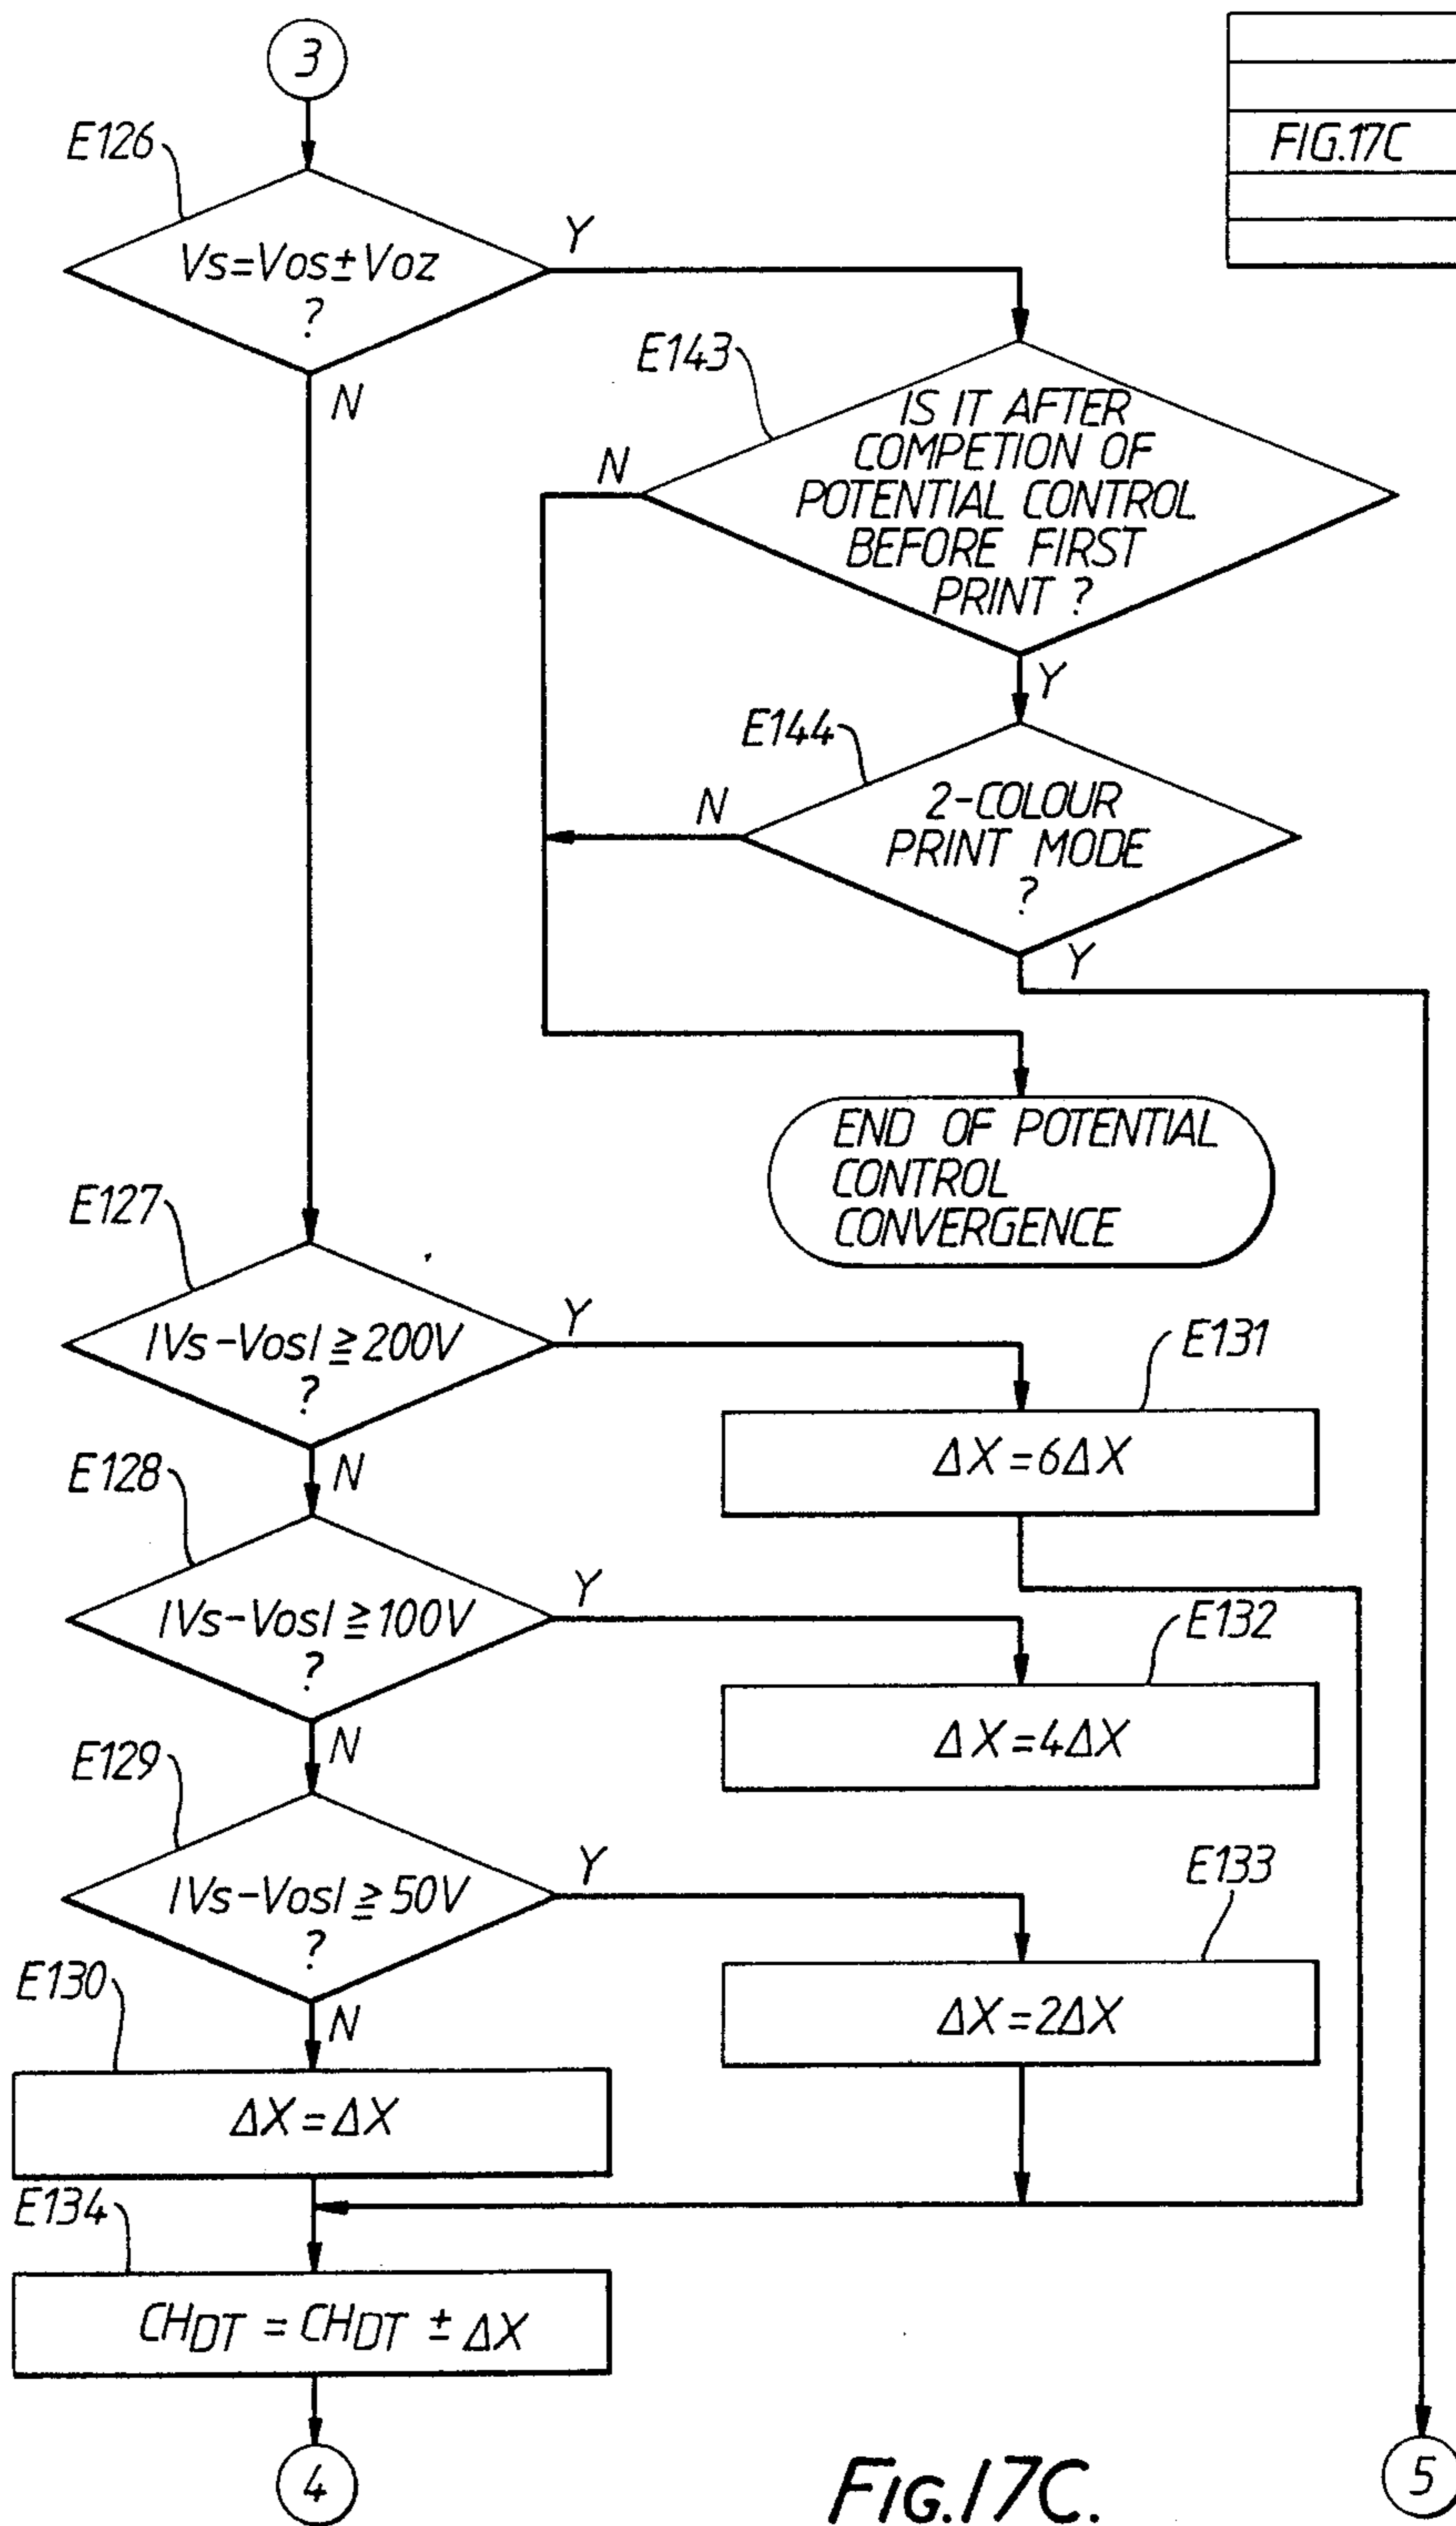 3
FIG.17C
E126
Vs=Vos±Voz
?
Y
N
E143
IS IT AFTER
COMPETION OF
POTENTIAL CONTROL
BEFORE FIRST
PRINT ?
N
Y
E144
2-COLOUR
PRINT MODE
?
N
Y
END OF POTENTIAL
CONTROL
CONVERGENCE
E127
|Vs-Vos| ≧ 200V
?
Y
N
E131
ΔX=6ΔX
E128
|Vs-Vos| ≧ 100V
?
Y
N
E132
ΔX=4ΔX
E129
|Vs-Vos| ≧ 50V
?
Y
N
E133
ΔX=2ΔX
E130
ΔX=ΔX
E134
CHDT = CHDT ± ΔX
4
5
FIG.17C.